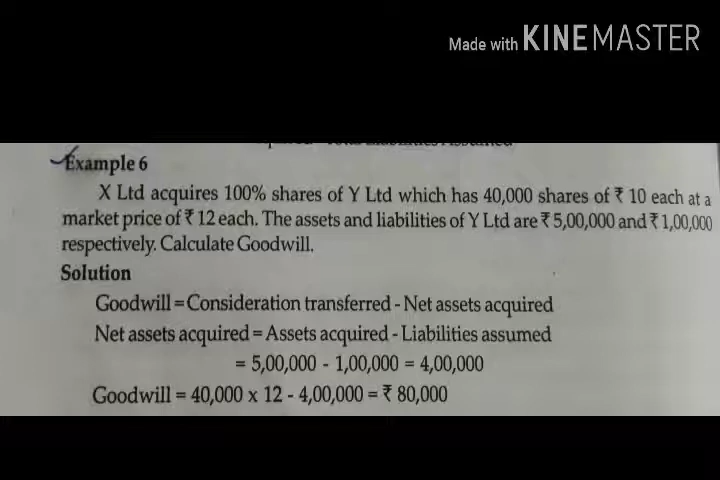 Made with KINEMASTER
Example 6
X Ltd acquires 100% shares of Y Ltd which has 40,000 shares of ₹ 10 each at a
market price of ₹ 12 each. The assets and liabilities of Y Ltd are ₹ 5,00,000 and ₹ 1,00,000
respectively. Calculate Goodwill.
Solution
Goodwill = Consideration transferred - Net assets acquired
Net assets acquired = Assets acquired - Liabilities assumed
= 5,00,000 - 1,00,000 = 4,00,000
Goodwill = 40,000 x 12 - 4,00,000 = ₹ 80,000